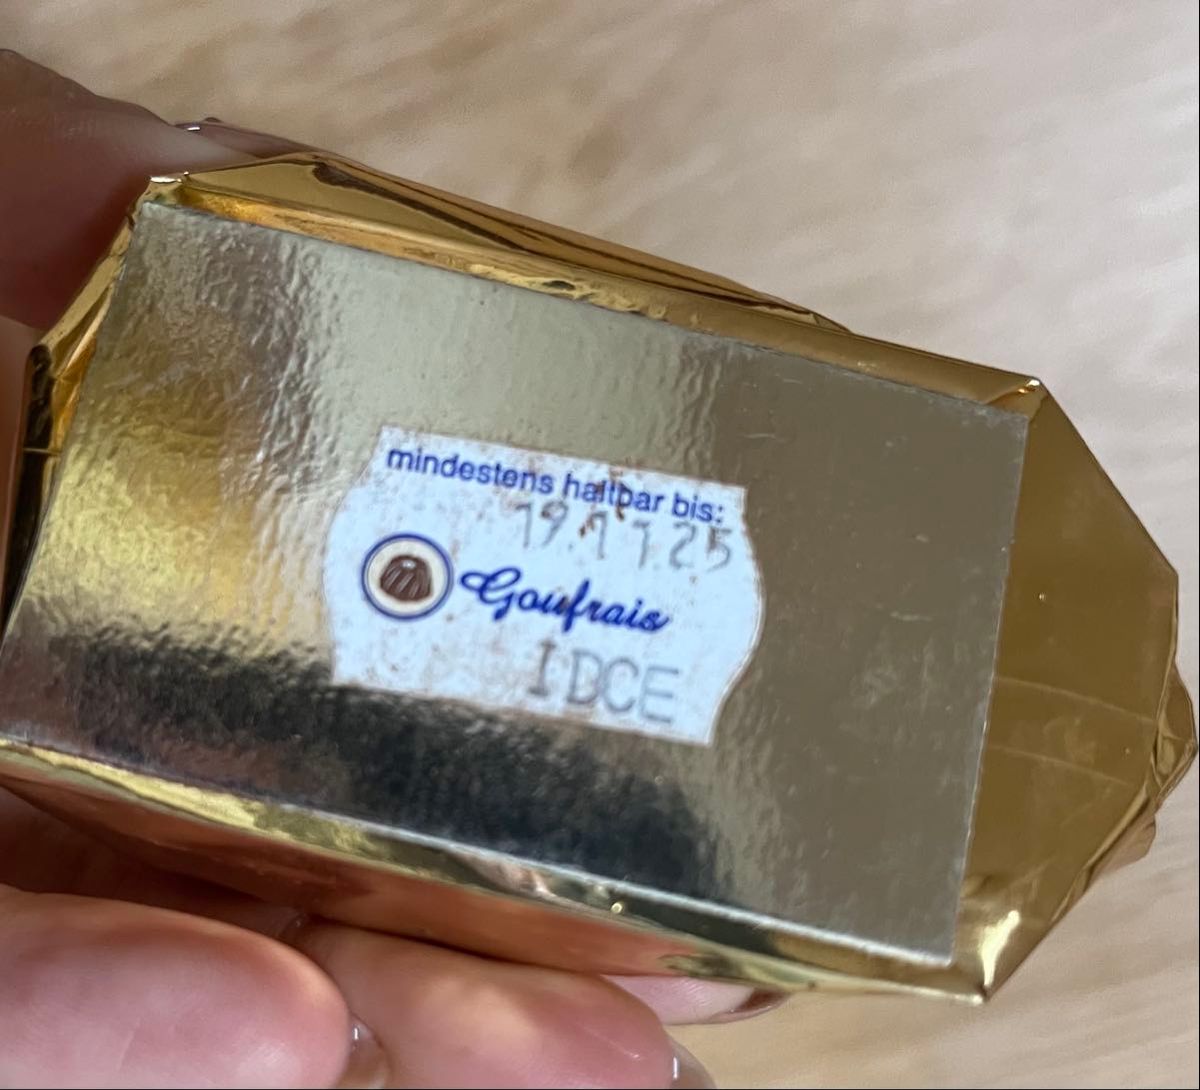 mindestens haltbar bis:
19.11.25
Goufrais
IDCE